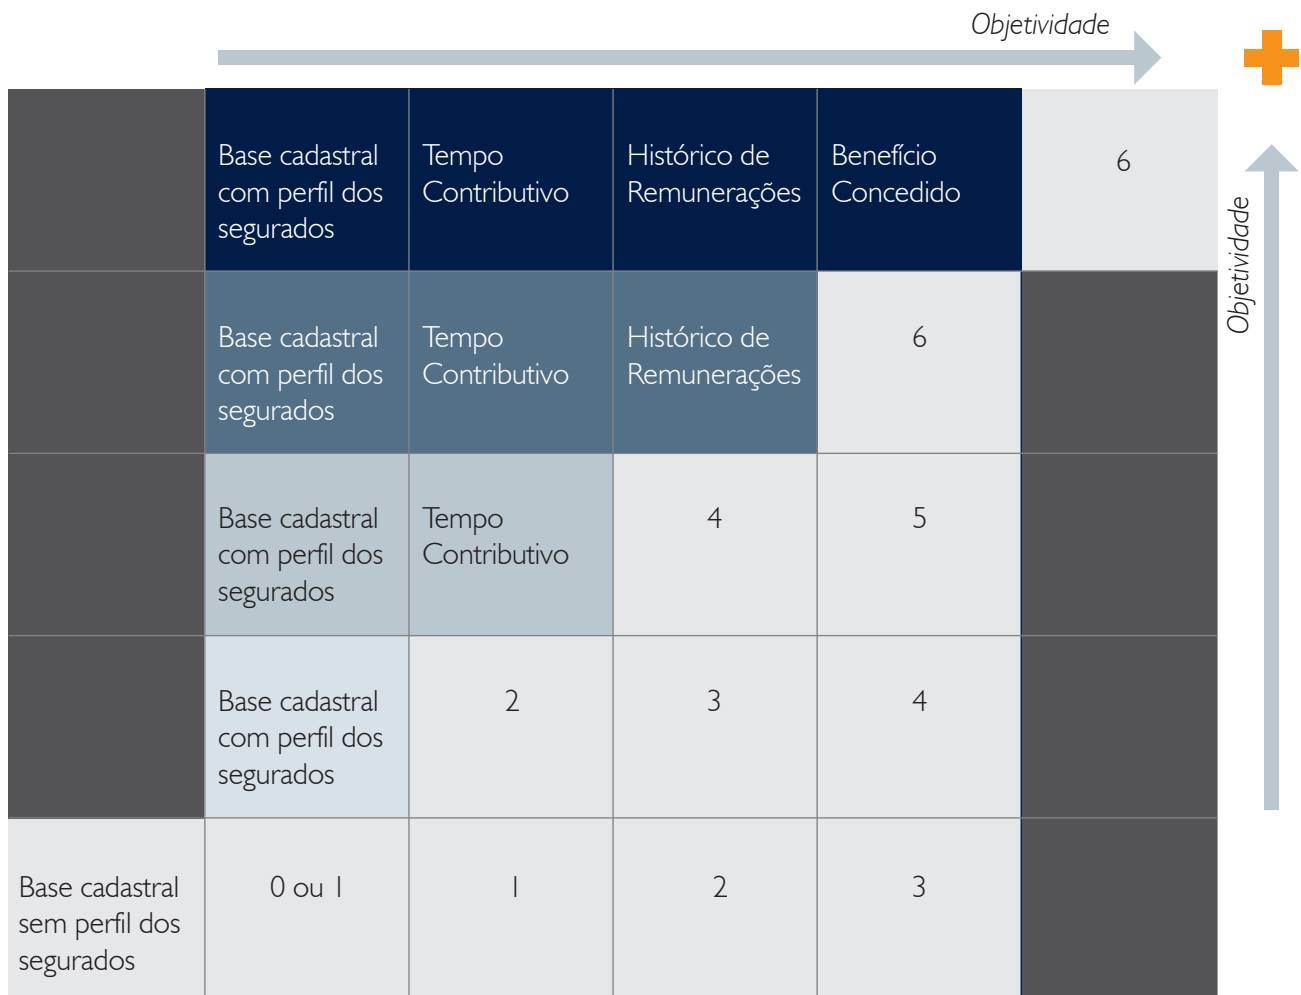 Objetividade
Base cadastral
com perfil dos
segurados
Tempo
Contributivo
Histórico de
Remunerações
Benefício
Concedido
6
Objetividade
Base cadastral
com perfil dos
segurados
Tempo
Contributivo
Histórico de
Remunerações
6
Base cadastral
com perfil dos
segurados
Tempo
Contributivo
4
5
Base cadastral
com perfil dos
segurados
2
3
4
Base cadastral
sem perfil dos
segurados
0 ou 1
1
2
3